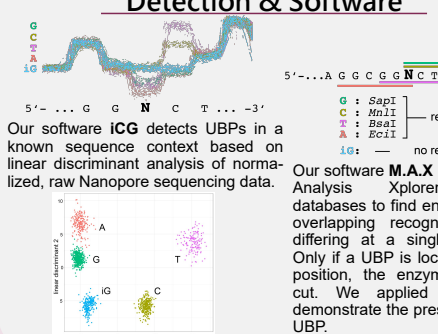 Detection & Software
G
C
T
A
iG
5‘- ... G G N C T ... -3‘
Our software iCG detects UBPs in a
known sequence context based on
linear discriminant analysis of norma-
lized, raw Nanopore sequencing data.
linear discriminant 2
10
5
A
G
T
iG
C
5‘-...A G G C G G N C T
G : SapI
C : MnlI
T : BsaI
A : EciI
re
iG: — no re
Our software M.A.X
Analysis Xplorer
databases to find en
overlapping recogn
differing at a singl
Only if a UBP is loc
position, the enzym
cut. We applied
demonstrate the pres
UBP.